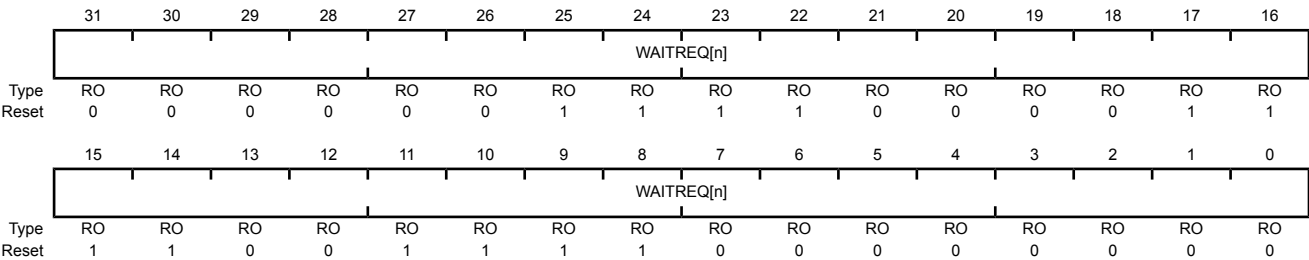 31 30 29 28 27 26 25 24 23 22 21 20 19 18 17 16
WAITREQ[n]
Type RO RO RO RO RO RO RO RO RO RO RO RO RO RO RO RO
Reset 0 0 0 0 0 0 1 1 1 1 0 0 0 0 1 1
15 14 13 12 11 10 9 8 7 6 5 4 3 2 1 0
WAITREQ[n]
Type RO RO RO RO RO RO RO RO RO RO RO RO RO RO RO RO
Reset 1 1 0 0 1 1 1 1 0 0 0 0 0 0 0 0